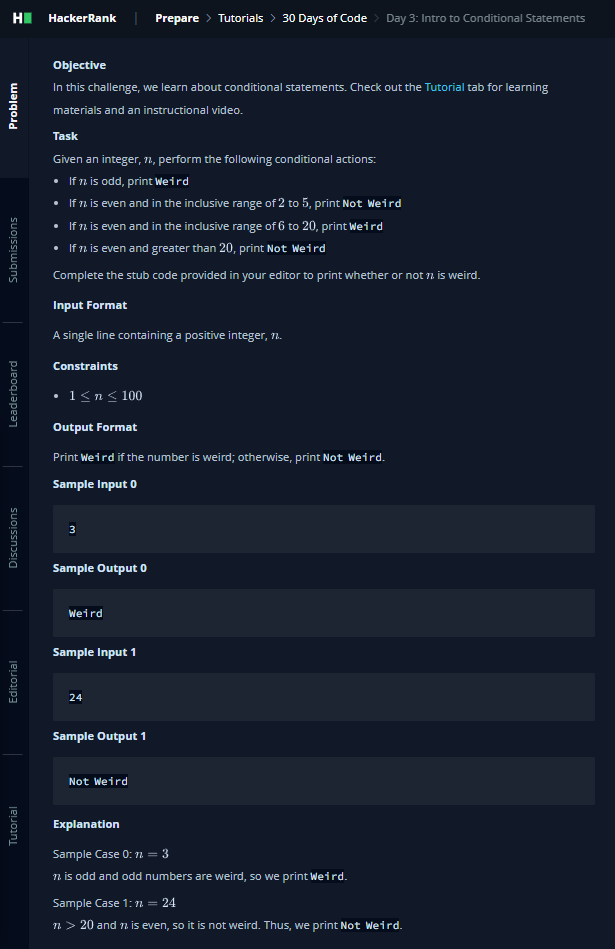 HackerRank | Prepare > Tutorials > 30 Days of Code > Day 3: Intro to Conditional Statements
Problem
Submissions
Leaderboard
Discussions
Editorial
Tutorial
Objective
In this challenge, we learn about conditional statements. Check out the Tutorial tab for learning
materials and an instructional video.
Task
Given an integer, n, perform the following conditional actions:
• If n is odd, print Weird
• If n is even and in the inclusive range of 2 to 5, print Not Weird
• If n is even and in the inclusive range of 6 to 20, print Weird
• If n is even and greater than 20, print Not Weird
Complete the stub code provided in your editor to print whether or not n is weird.
Input Format
A single line containing a positive integer, n.
Constraints
• 1 ≤ n ≤ 100
Output Format
Print Weird if the number is weird; otherwise, print Not Weird.
Sample Input 0
3
Sample Output 0
Weird
Sample Input 1
24
Sample Output 1
Not Weird
Explanation
Sample Case 0: n = 3
n is odd and odd numbers are weird, so we print Weird.
Sample Case 1: n = 24
n > 20 and n is even, so it is not weird. Thus, we print Not Weird.